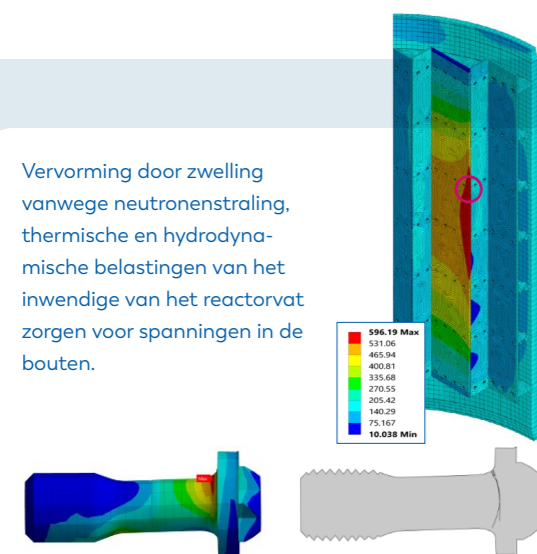 Vervorming door zwelling
vanwege neutronenstraling,
thermische en hydrodyna-
mische belastingen van het
inwendige van het reactorvat
zorgen voor spanningen in de
bouten.
596.19 Max
531.06
465.94
400.81
335.68
270.55
205.42
140.29
75.167
10.038 Min